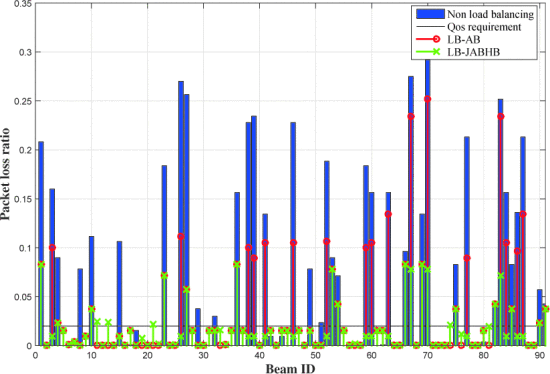 0.35
0.3
0.25
0.2
0.15
0.1
0.05
0
Packet loss ratio
Non load balancing
Qos requirement
LB-AB
LB-JABHB
0 10 20 30 40 50 60 70 80 90
Beam ID